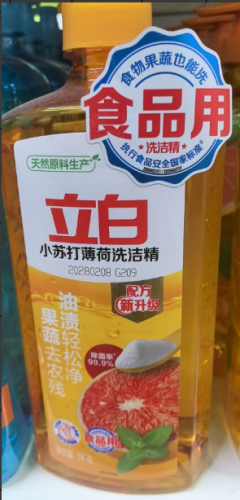 食物果蔬也能洗
食品用
★洗洁精★
执行食品安全国家标准
天然原料生产
立白
小苏打薄荷洗洁精
20280208 G209
配方
新升级
油渍轻松净
果蔬去农残
除菌率*
99.9%
食品用